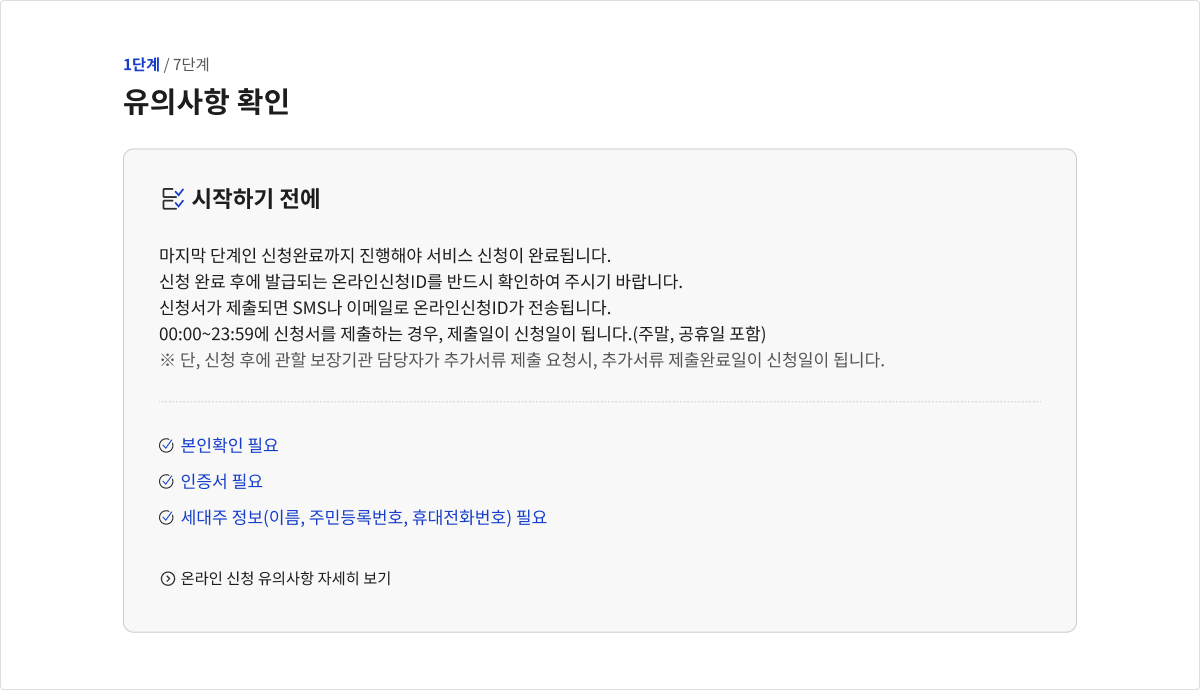 1단계 / 7단계
유의사항 확인
시작하기 전에
마지막 단계인 신청완료까지 진행해야 서비스 신청이 완료됩니다.
신청 완료 후에 발급되는 온라인신청ID를 반드시 확인하여 주시기 바랍니다.
신청서가 제출되면 SMS나 이메일로 온라인신청ID가 전송됩니다.
00:00~23:59에 신청서를 제출하는 경우, 제출일이 신청일이 됩니다.(주말, 공휴일 포함)
※ 단, 신청 후에 관할 보장기관 담당자가 추가서류 제출 요청시, 추가서류 제출완료일이 신청일이 됩니다.
본인확인 필요
인증서 필요
세대주 정보(이름, 주민등록번호, 휴대전화번호) 필요
온라인 신청 유의사항 자세히 보기